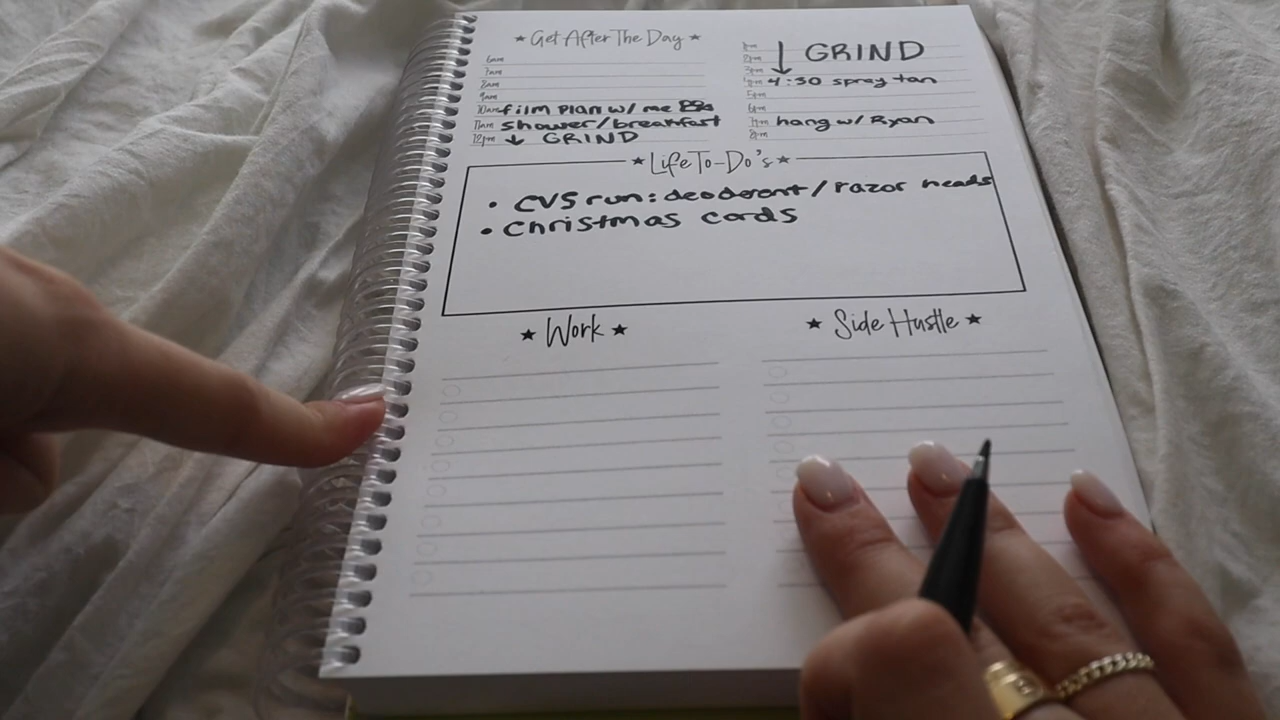 ★ Get After The Day ★
6am
7am
8am
9am
10am film plan w/ me
11am shower/breakfast
12pm ↓ GRIND
1pm
2pm ↓ GRIND
3pm
4pm 4:30 spray tan
5pm
6pm
7pm hang w/ Ryan
8pm
★ Life To-Do's ★
• CVS run: deoderant/razor heads
• Christmas cards
★ Work ★
★ Side Hustle ★